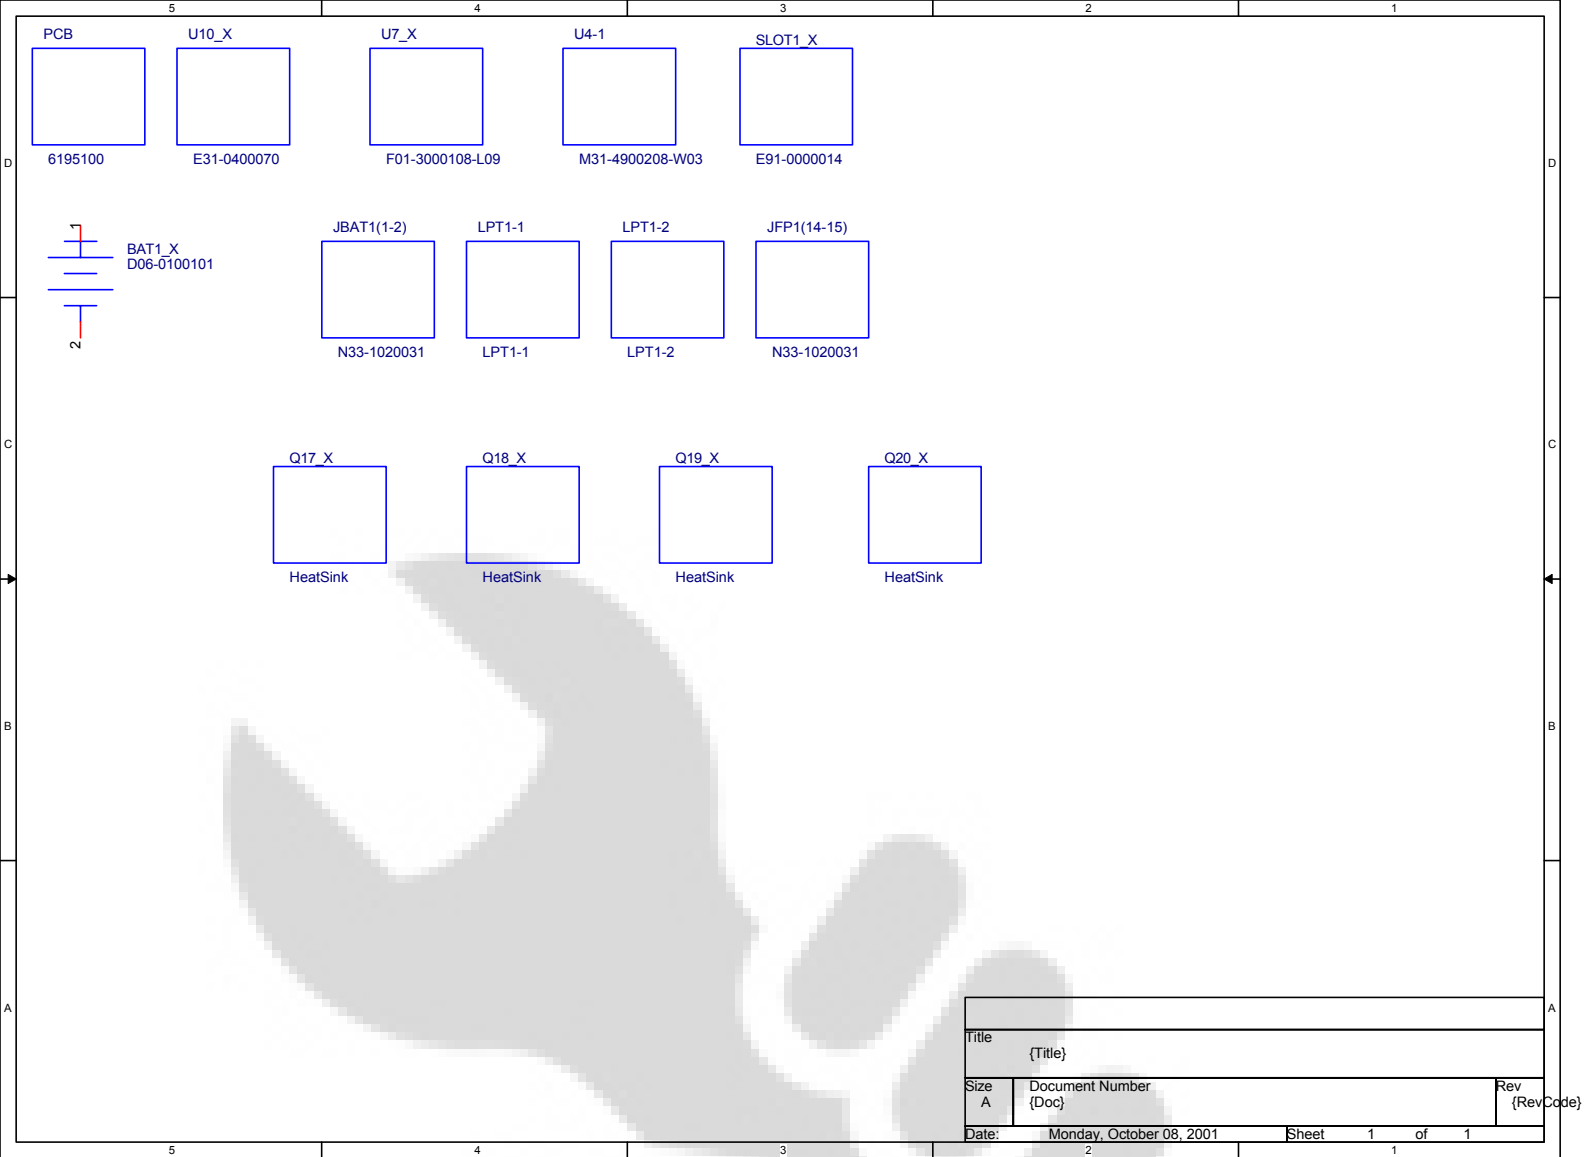 5 4 3 2 1
PCB U10_X U7_X U4-1 SLOT1_X
6195100 E31-0400070 F01-3000108-L09 M31-4900208-W03 E91-0000014
D D
1
BAT1_X
D06-0100101
2
JBAT1(1-2) LPT1-1 LPT1-2 JFP1(14-15)
N33-1020031 LPT1-1 LPT1-2 N33-1020031
C C
Q17_X Q18_X Q19_X Q20_X
HeatSink HeatSink HeatSink HeatSink
B B
A A
Title
{Title}
Size Document Number Rev
A {Doc} {RevCode}
Date: Monday, October 08, 2001 Sheet 1 of 1
5 4 3 2 1